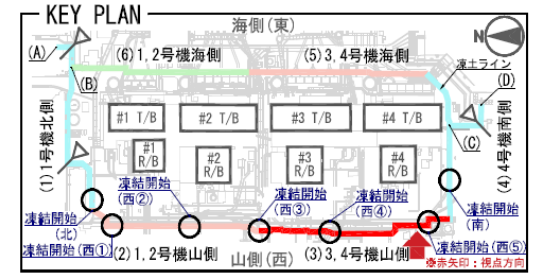 KEY PLAN
海側(東)
N
(A)
(6)1,2号機海側
(5)3,4号機海側
凍土ライン
(B)
(D)
#1 T/B
#2 T/B
#3 T/B
#4 T/B
(1)1号機北側
#1
R/B
#2
R/B
#3
R/B
#4
R/B
(C)
(4)4号機南側
凍結開始
(西②)
凍結開始
(西③)
凍結開始
(西④)
凍結開始
(南)
凍結開始
(北)
凍結開始(西①)
(2)1,2号機山側
山側(西)
(3)3,4号機山側
凍結開始(西⑤)
※赤矢印:視点方向